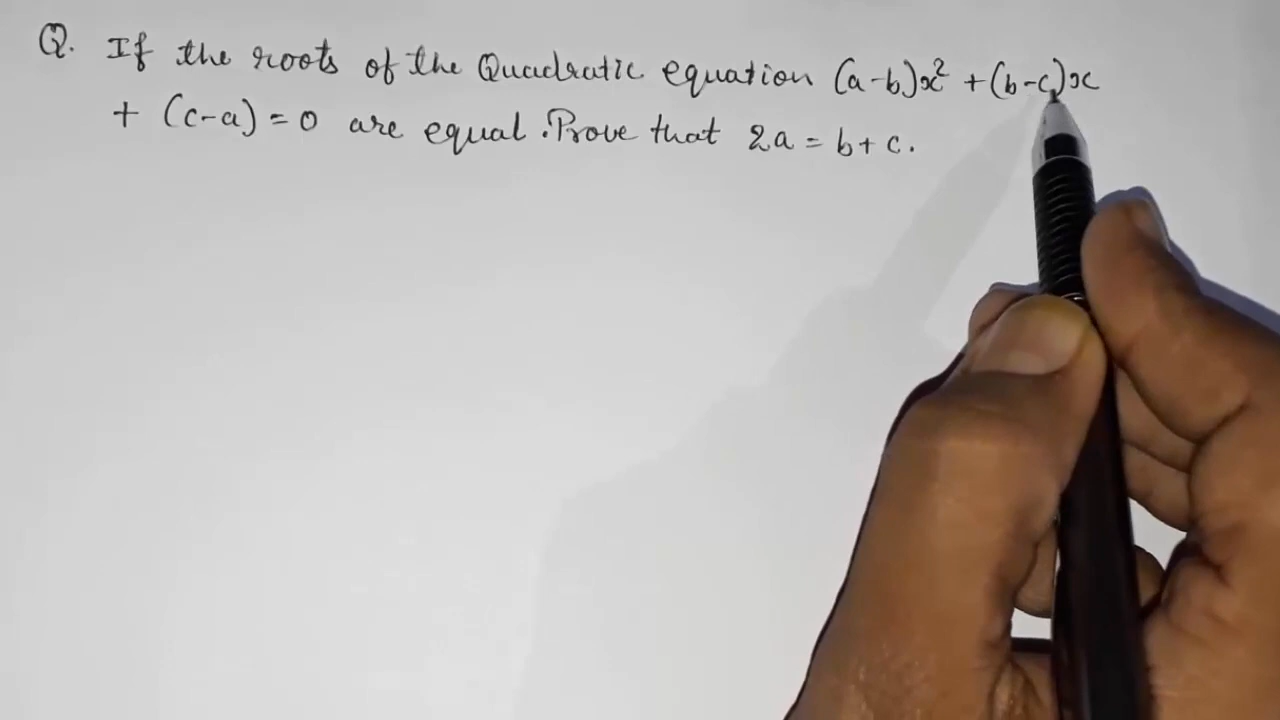 Q. If the roots of the Quadratic equation (a-b)x² + (b-c)x
+ (c-a) = 0 are equal. Prove that 2a = b + c.